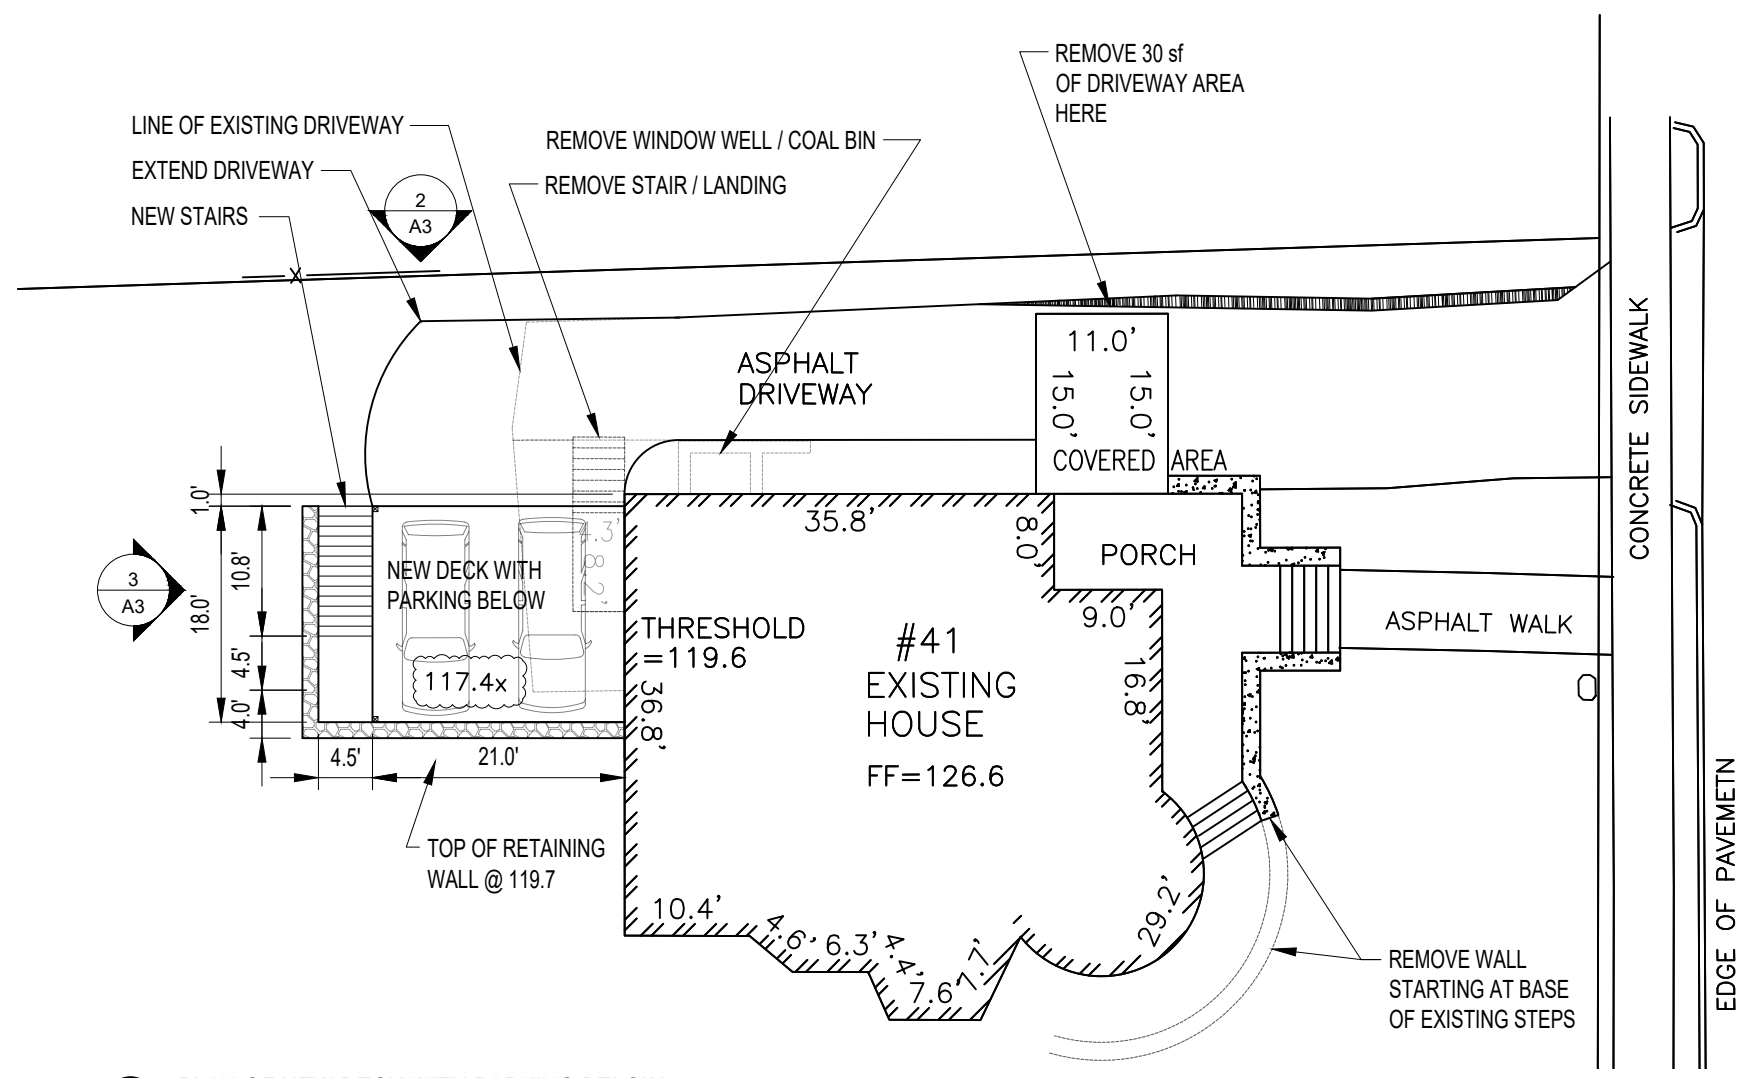 REMOVE 30 sf
OF DRIVEWAY AREA
HERE
LINE OF EXISTING DRIVEWAY
REMOVE WINDOW WELL / COAL BIN
EXTEND DRIVEWAY
REMOVE STAIR / LANDING
NEW STAIRS
2
A3
X
CONCRETE SIDEWALK
11.0'
15.0'
15.0'
ASPHALT
DRIVEWAY
COVERED AREA
1.0'
35.8'
8.0'
PORCH
3
A3
10.8'
18.0'
4.5'
4.0'
NEW DECK WITH
PARKING BELOW
8.2'
THRESHOLD
=119.6
117.4x
36.8'
#41
EXISTING
HOUSE
FF=126.6
9.0'
16.8'
ASPHALT WALK
4.5'
21.0'
TOP OF RETAINING
WALL @ 119.7
EDGE OF PAVEMETN
10.4'
4.6'
6.3'
4.4'
7.6'
29.2'
REMOVE WALL
STARTING AT BASE
OF EXISTING STEPS